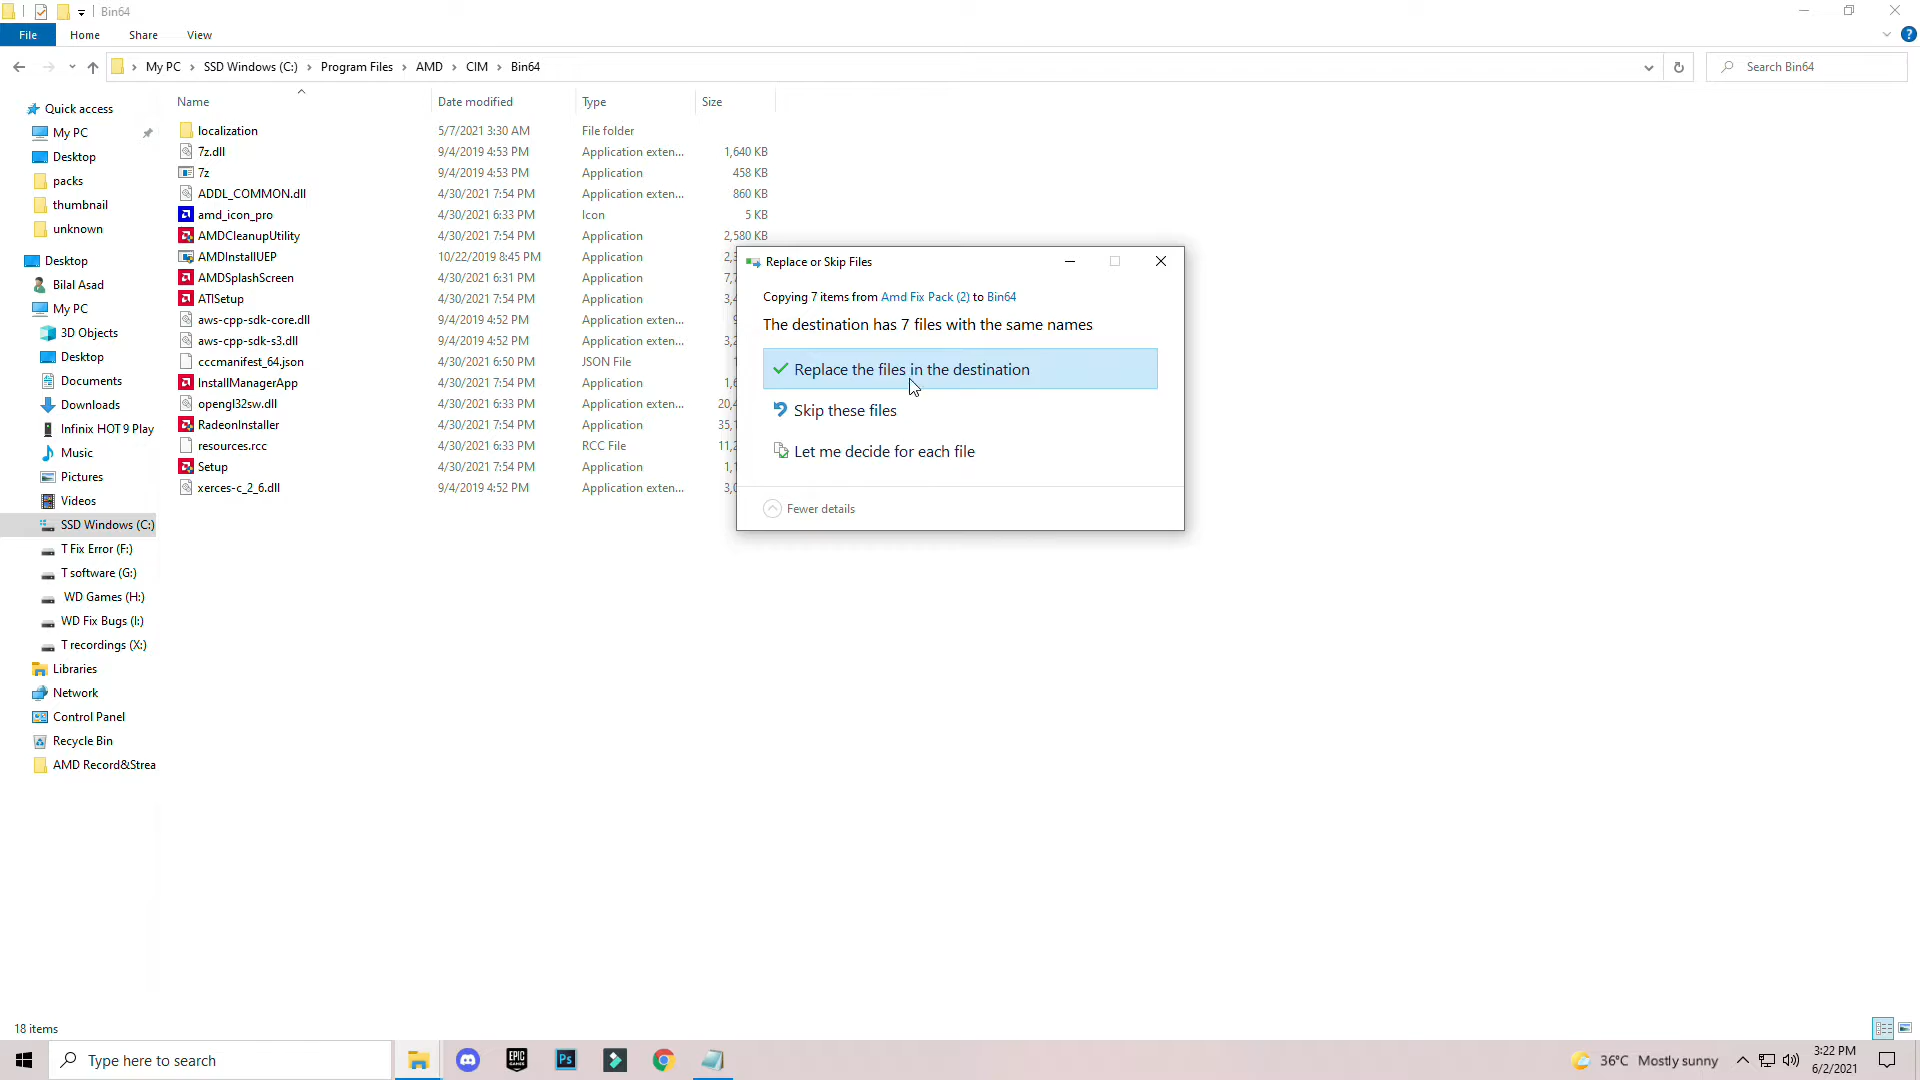 Bin64
File Home Share View
My PC > SSD Windows (C:) > Program Files > AMD > CIM > Bin64
Search Bin64
Name Date modified Type Size
localization 5/7/2021 3:30 AM File folder
7z.dll 9/4/2019 4:53 PM Application exten... 1,640 KB
7z 9/4/2019 4:53 PM Application 458 KB
ADDL_COMMON.dll 4/30/2021 7:54 PM Application exten... 860 KB
amd_icon_pro 4/30/2021 6:33 PM Icon 5 KB
AMDCleanupUtility 4/30/2021 7:54 PM Application 2,580 KB
AMDInstallUEP 10/22/2019 8:45 PM Application
AMDSplashScreen 4/30/2021 6:31 PM Application
ATISetup 4/30/2021 7:54 PM Application
aws-cpp-sdk-core.dll 9/4/2019 4:52 PM Application exten...
aws-cpp-sdk-s3.dll 9/4/2019 4:52 PM Application exten...
cccmanifest_64.json 4/30/2021 6:50 PM JSON File
InstallManagerApp 4/30/2021 7:54 PM Application
opengl32sw.dll 4/30/2021 6:33 PM Application exten...
RadeonInstaller 4/30/2021 7:54 PM Application
resources.rcc 4/30/2021 6:33 PM RCC File
Setup 4/30/2021 7:54 PM Application
xerces-c_2_6.dll 9/4/2019 4:52 PM Application exten...
Quick access
My PC
Desktop
packs
thumbnail
unknown
Desktop
Bilal Asad
My PC
3D Objects
Desktop
Documents
Downloads
Infinix HOT 9 Play
Music
Pictures
Videos
SSD Windows (C:)
T Fix Error (F:)
T software (G:)
WD Games (H:)
WD Fix Bugs (I:)
T recordings (X:)
Libraries
Network
Control Panel
Recycle Bin
AMD Record&Strea
Replace or Skip Files
Copying 7 items from Amd Fix Pack (2) to Bin64
The destination has 7 files with the same names
Replace the files in the destination
Skip these files
Let me decide for each file
Fewer details
18 items
Type here to search
EPIC GAMES
Ps
36°C Mostly sunny
3:22 PM
6/2/2021